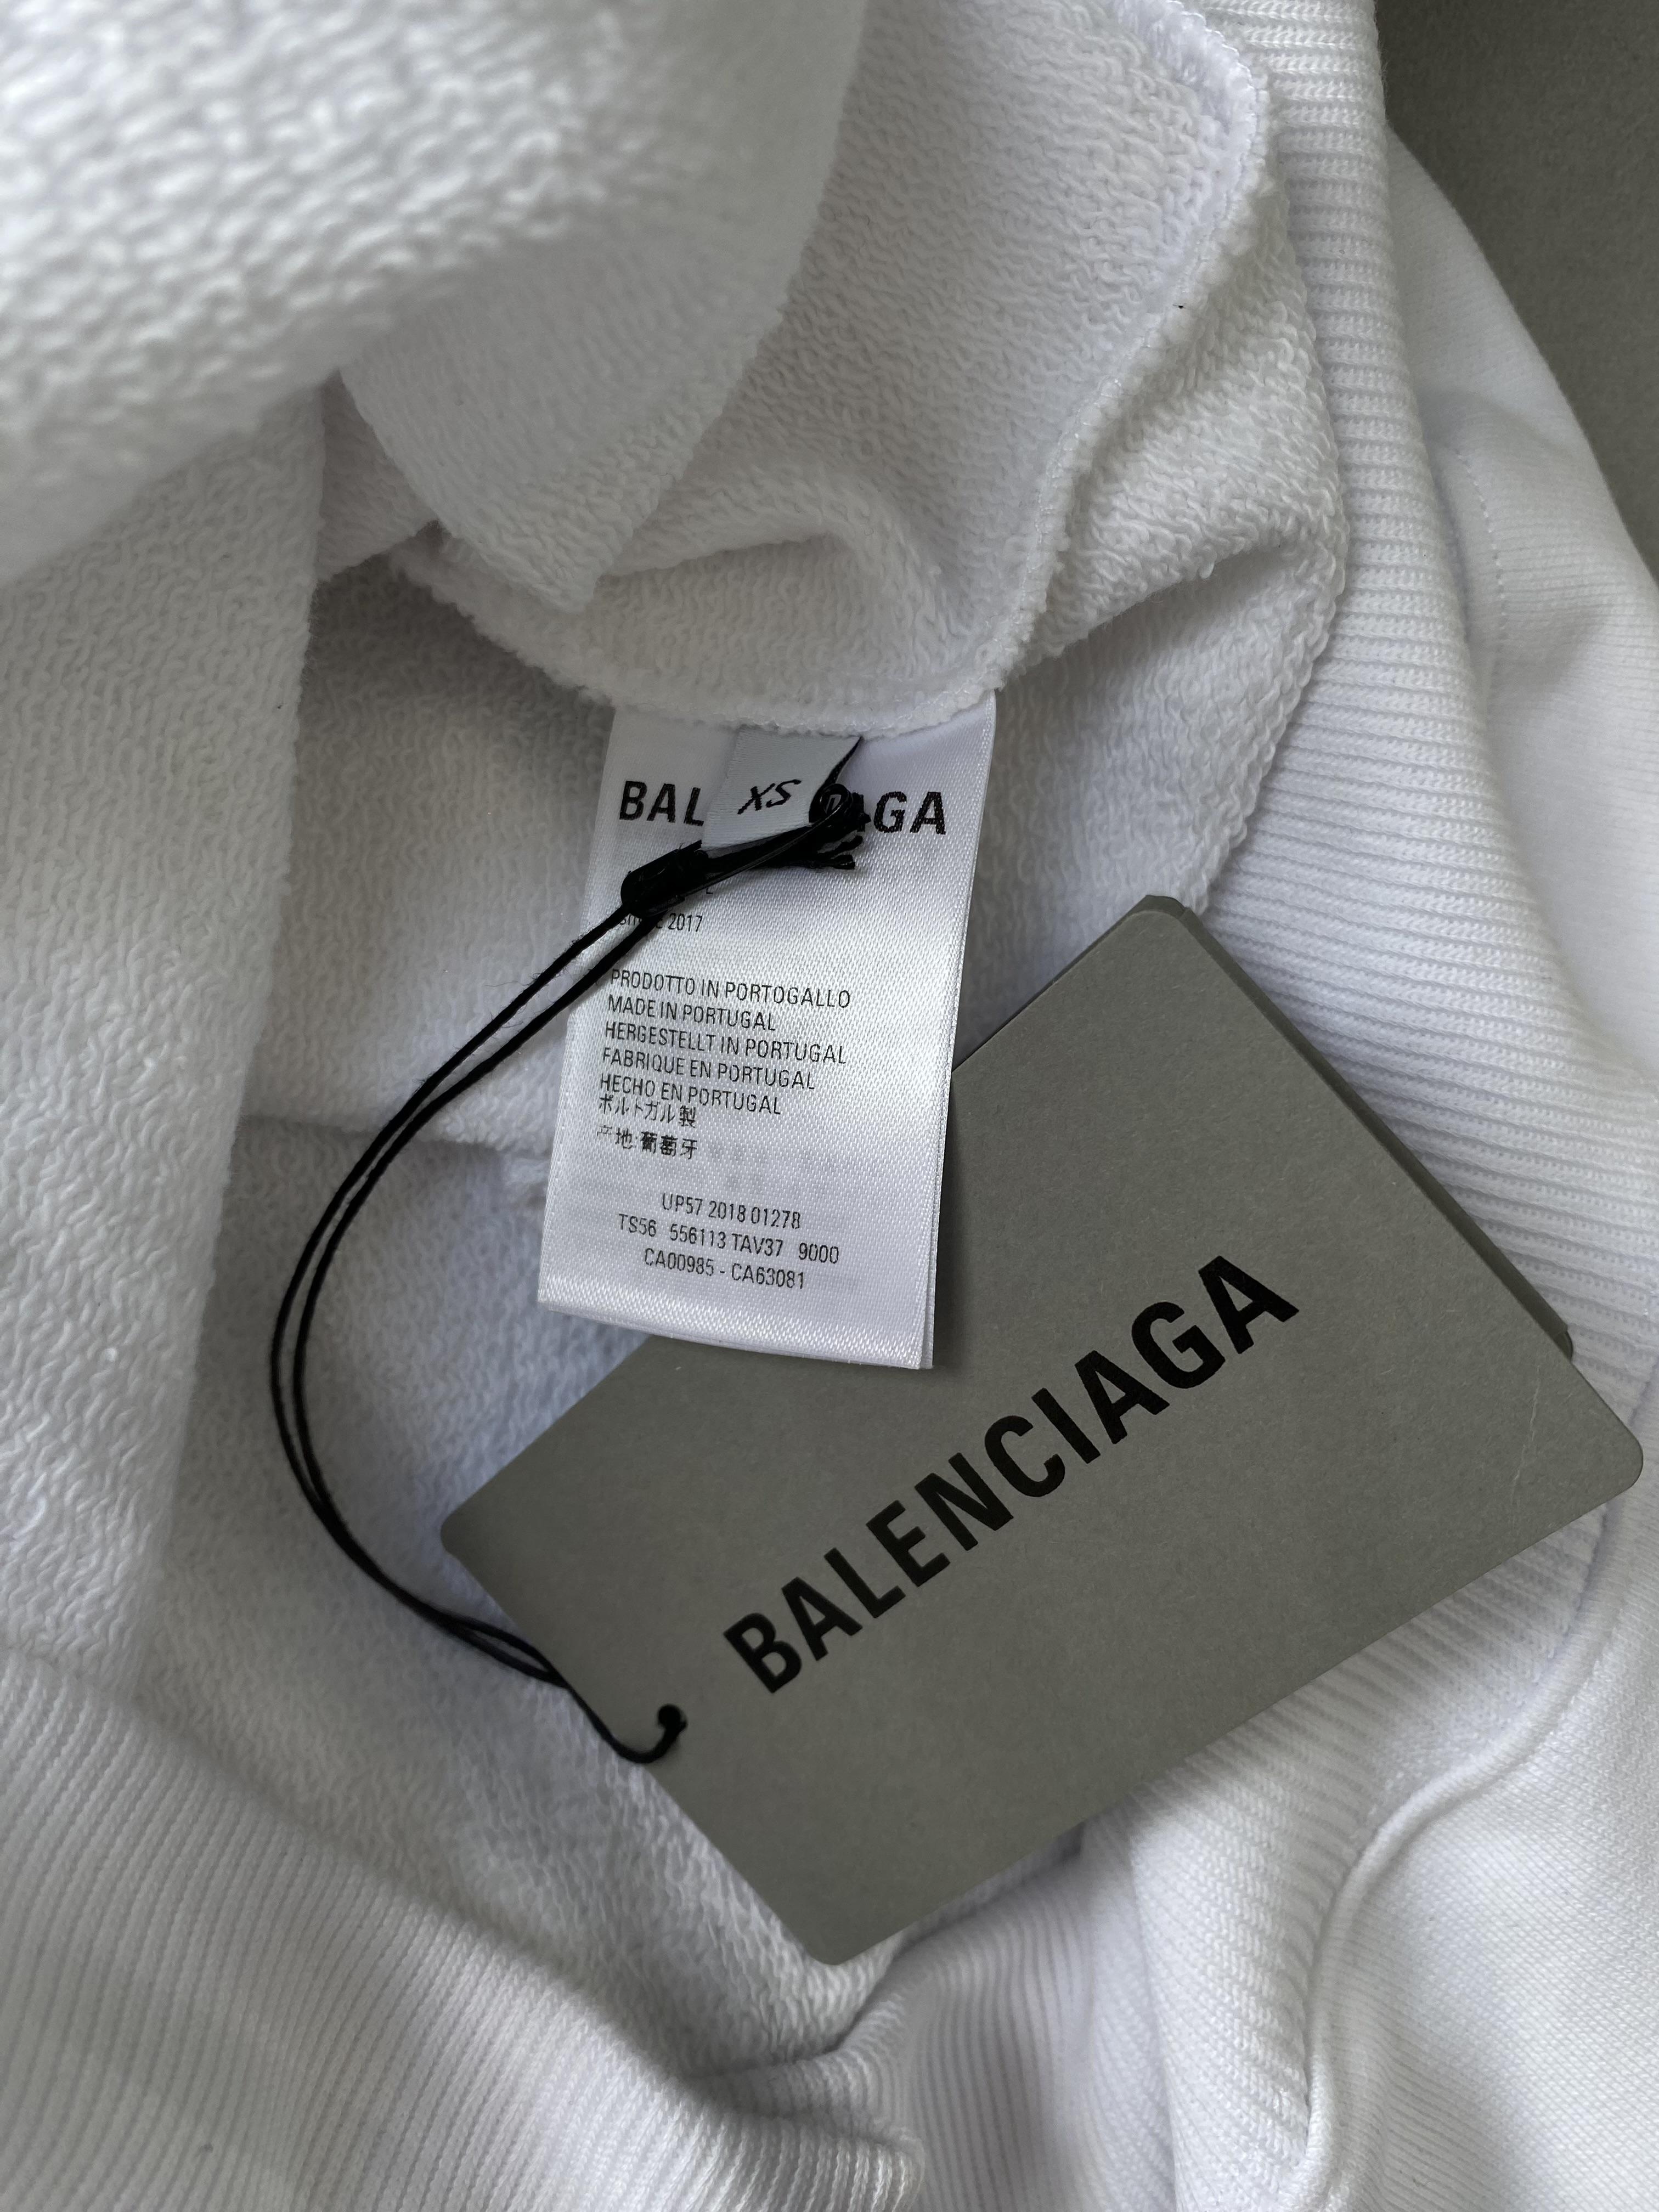 BAL
XS
AGA
2017
PRODOTTO IN PORTOGALLO
MADE IN PORTUGAL
HERGESTELLT IN PORTUGAL
FABRIQUE EN PORTUGAL
HECHO EN PORTUGAL
ポルトガル製
产地:葡萄牙
UP57 2018 01278
TS56 556113 TAV37 9000
CA00985 - CA63081
BALENCIAGA